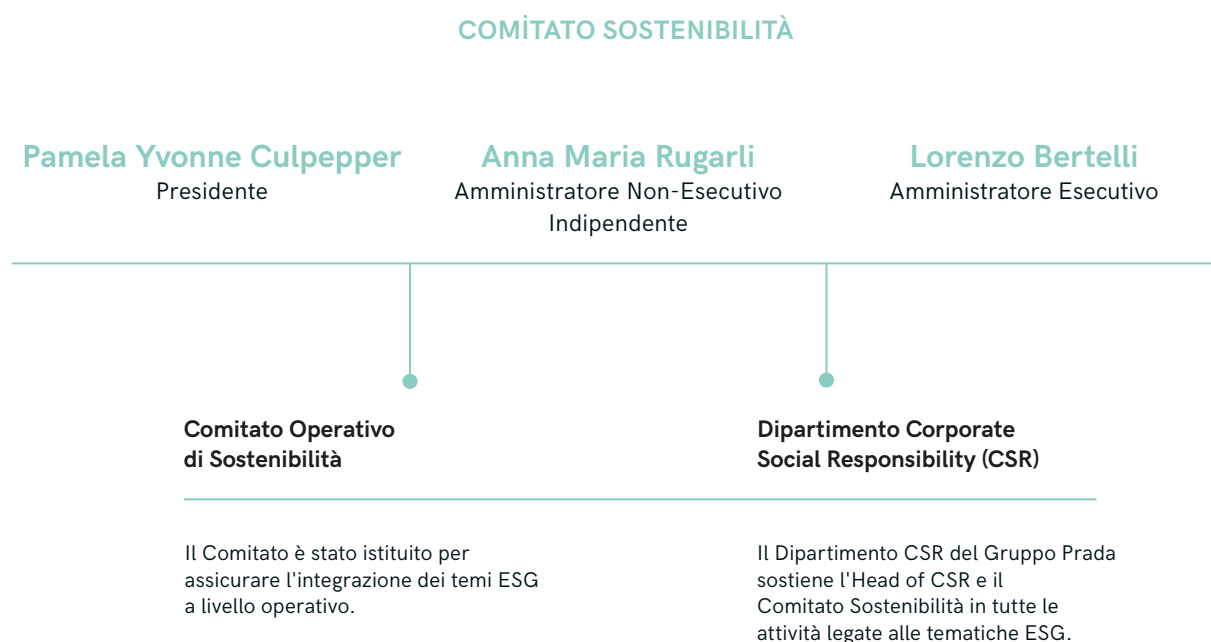 COMİTATO SOSTENIBILITÀ
Pamela Yvonne Culpepper
Presidente
Anna Maria Rugarli
Amministratore Non-Esecutivo
Indipendente
Lorenzo Bertelli
Amministratore Esecutivo
Comitato Operativo
di Sostenibilità
Il Comitato è stato istituito per
assicurare l'integrazione dei temi ESG
a livello operativo.
Dipartimento Corporate
Social Responsibility (CSR)
Il Dipartimento CSR del Gruppo Prada
sostiene l'Head of CSR e il
Comitato Sostenibilità in tutte le
attività legate alle tematiche ESG.